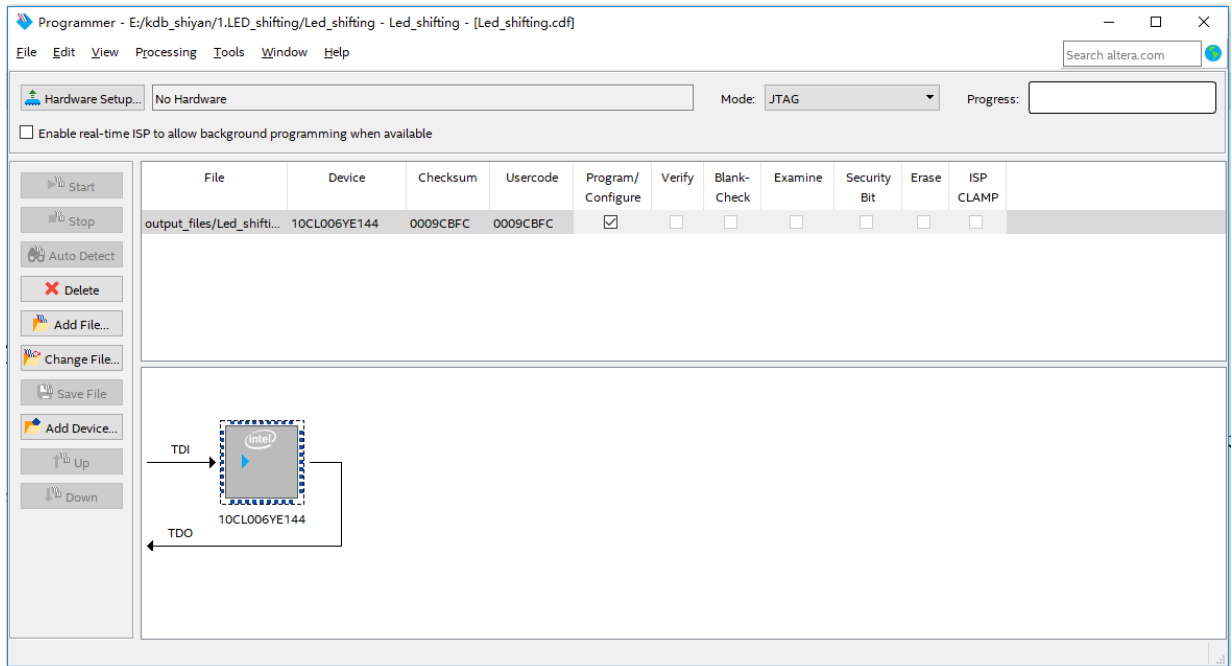 Programmer - E:/kdb_shiyan/1.LED_shifting/Led_shifting - Led_shifting - [Led_shifting.cdf]
File Edit View Processing Tools Window Help
Search altera.com
Hardware Setup... No Hardware Mode: JTAG Progress:
Enable real-time ISP to allow background programming when available
Start
Stop
Auto Detect
Delete
Add File...
Change File...
Save File
Add Device...
Up
Down
File Device Checksum Usercode Program/ Verify Blank- Examine Security Erase ISP
Configure Check Bit CLAMP
output_files/Led_shifti... 10CL006YE144 0009CBFC 0009CBFC
intel
TDI
10CL006YE144
TDO